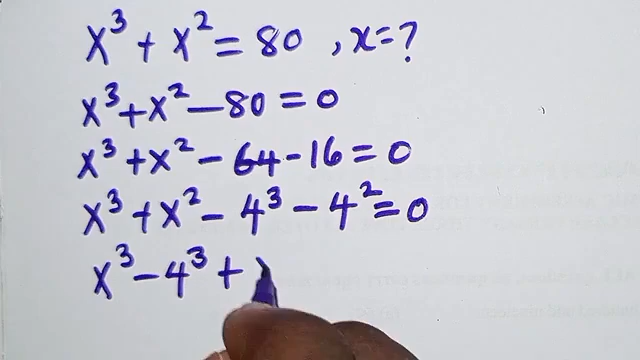 x³ + x² = 80 , x = ?
x³ + x² - 80 = 0
x³ + x² - 64 - 16 = 0
x³ + x² - 4³ - 4² = 0
x³ - 4³ +